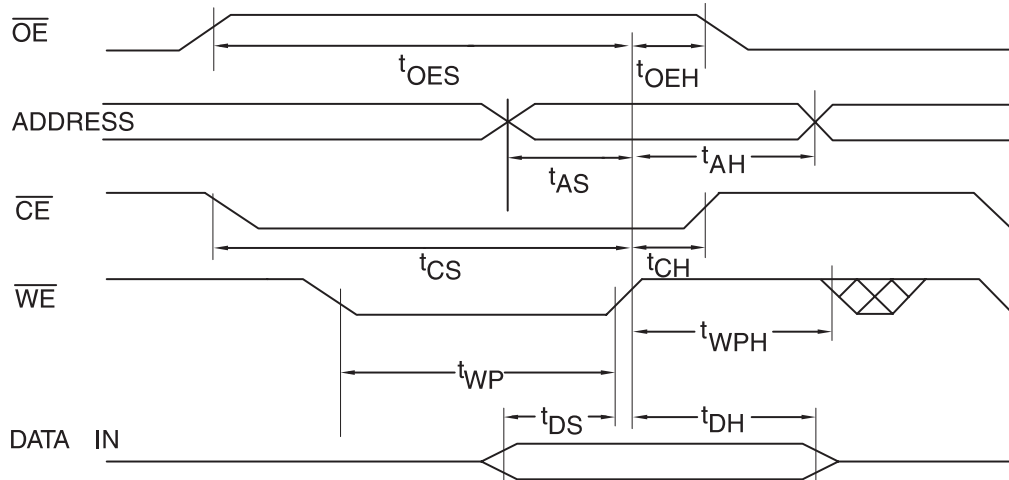 OE
tOES
tOEH
ADDRESS
tAS
tAH
CE
tCS
tCH
WE
tWPH
tWP
tDS
tDH
DATA IN